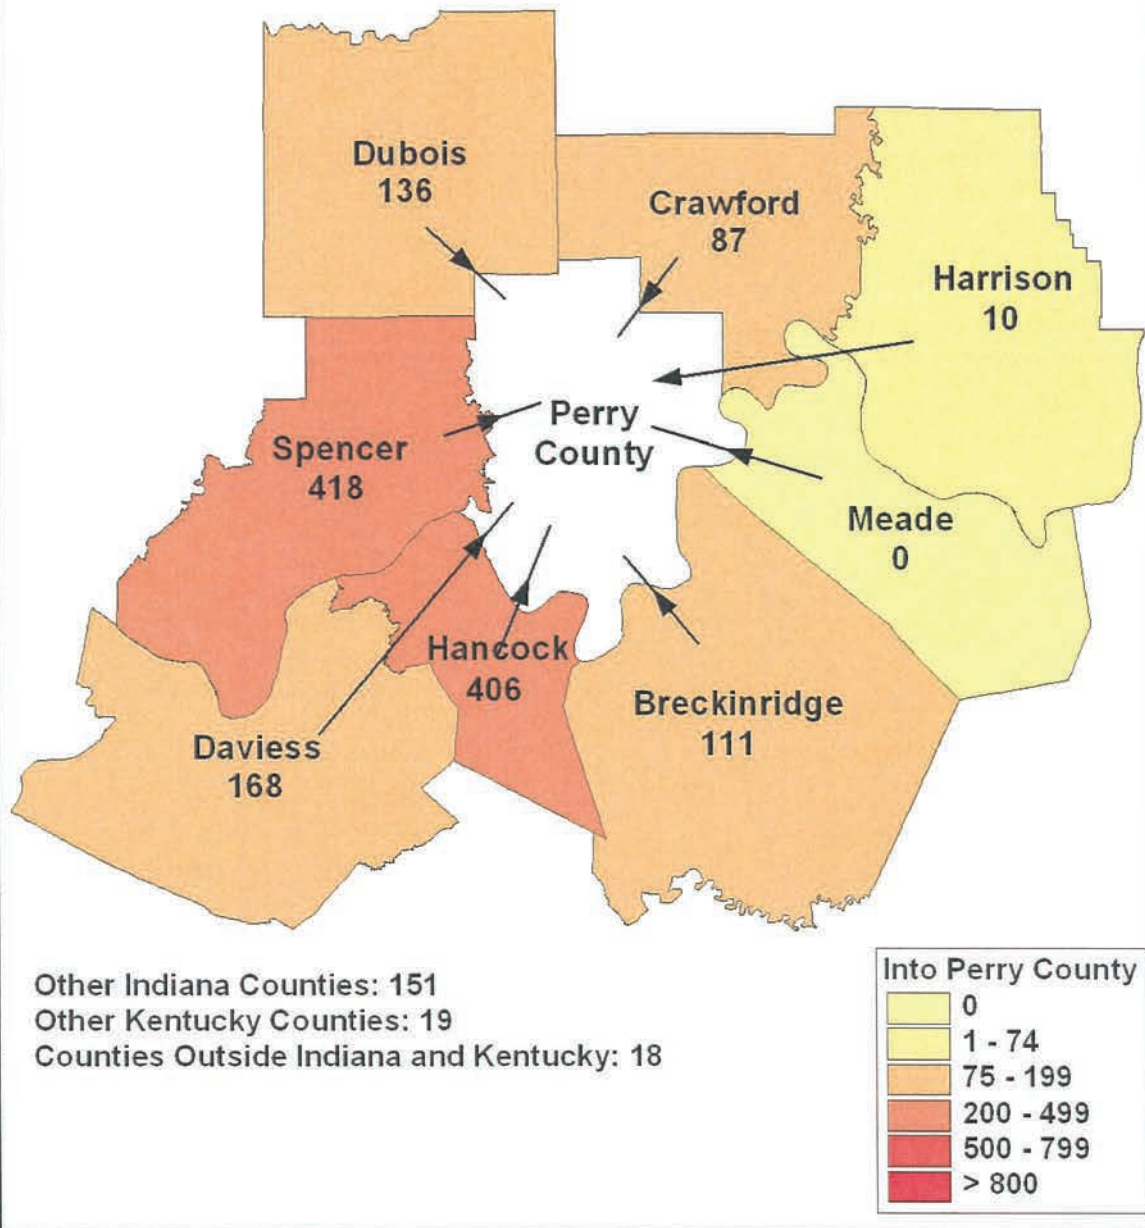 Dubois
136
Crawford
87
Harrison
10
Perry
County
Spencer
418
Meade
0
Hancock
406
Breckinridge
111
Daviess
168
Other Indiana Counties: 151
Other Kentucky Counties: 19
Counties Outside Indiana and Kentucky: 18
Into Perry County
0
1 - 74
75 - 199
200 - 499
500 - 799
> 800